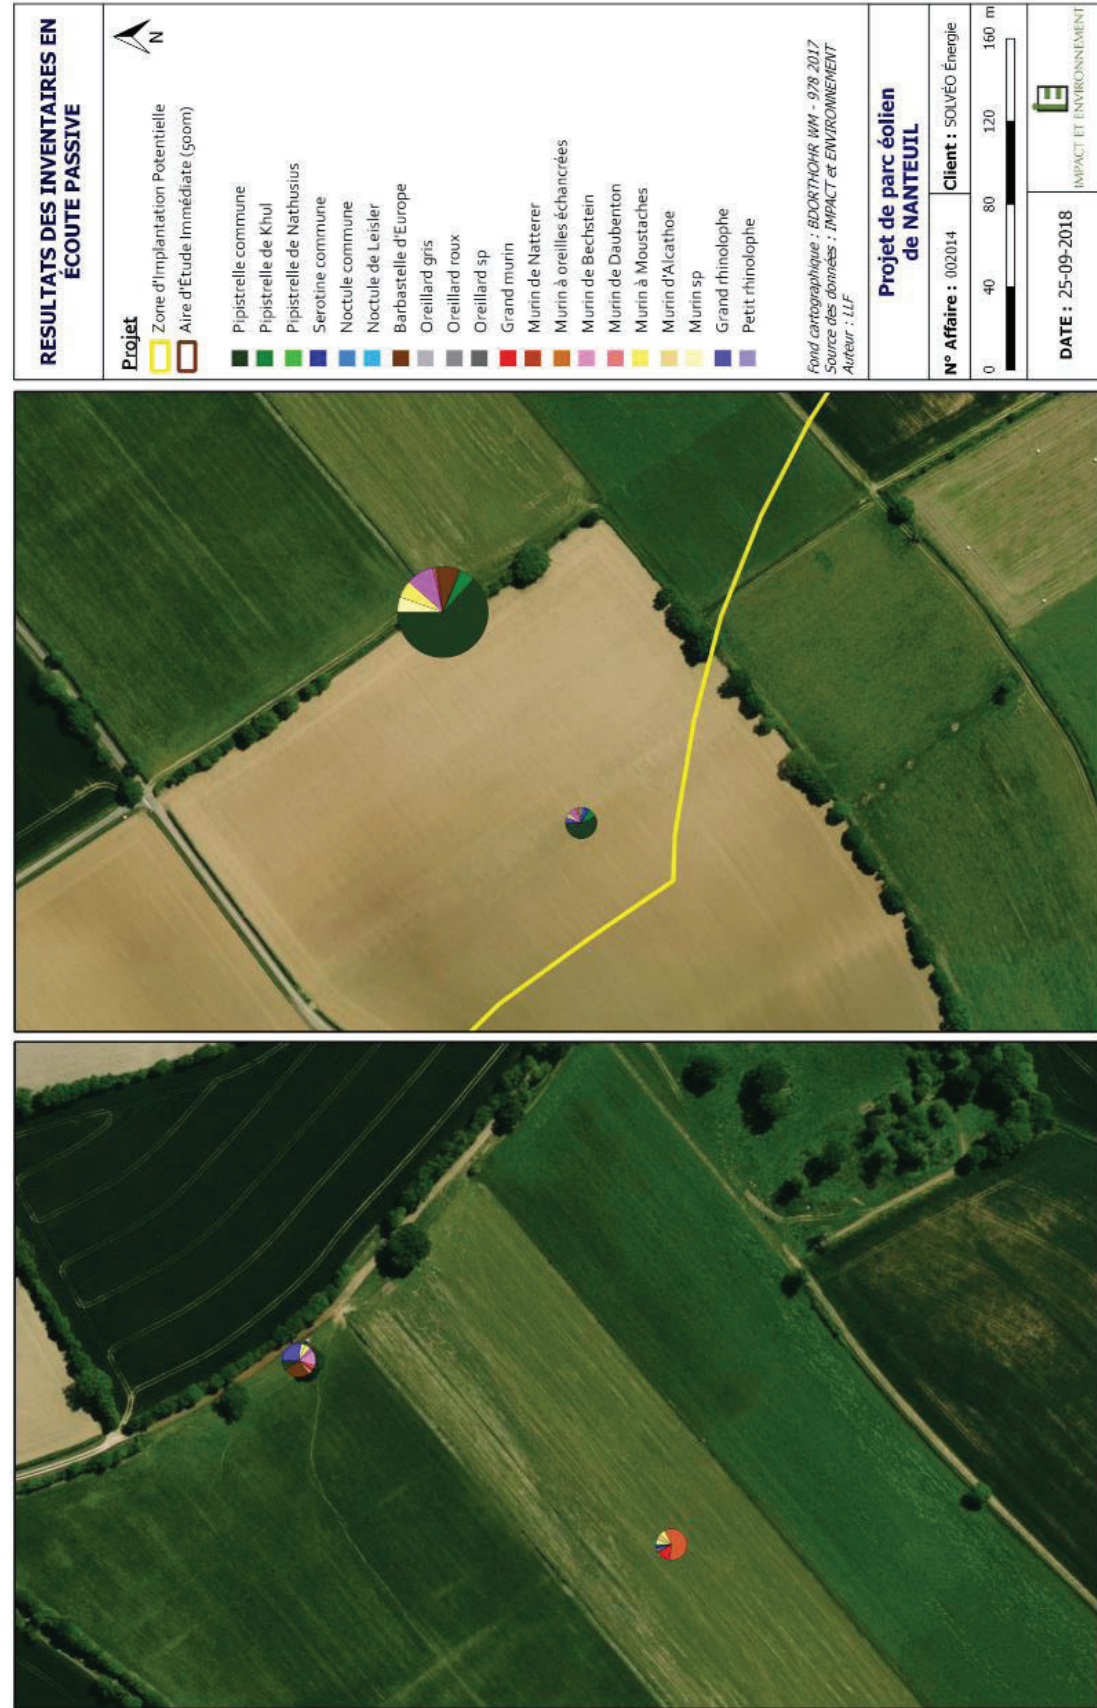 RESULTATS DES INVENTAIRES EN
ÉCOUTE PASSIVE
N
Projet
Zone d'Implantation Potentielle
Aire d'Étude Immédiate (500m)
Pipistrelle commune
Pipistrelle de Khul
Pipistrelle de Nathusius
Serotine commune
Noctule commune
Noctule de Leisler
Barbastelle d'Europe
Oreillard gris
Oreillard roux
Oreillard sp
Grand murin
Murin de Natterer
Murin à oreilles échancrées
Murin de Bechstein
Murin de Daubenton
Murin à Moustaches
Murin d'Alcathoe
Murin sp
Grand rhinolophe
Petit rhinolophe
Fond cartographique : BDORTHOHR WM - 978 2017
Source des données : IMPACT et ENVIRONNEMENT
Auteur : LLF
Projet de parc éolien
de NANTEUIL
N° Affaire : 002014
Client : SOLVÉO Énergie
0 40 80 120 160 m
DATE : 25-09-2018
IE
IMPACT ET ENVIRONNEMENT